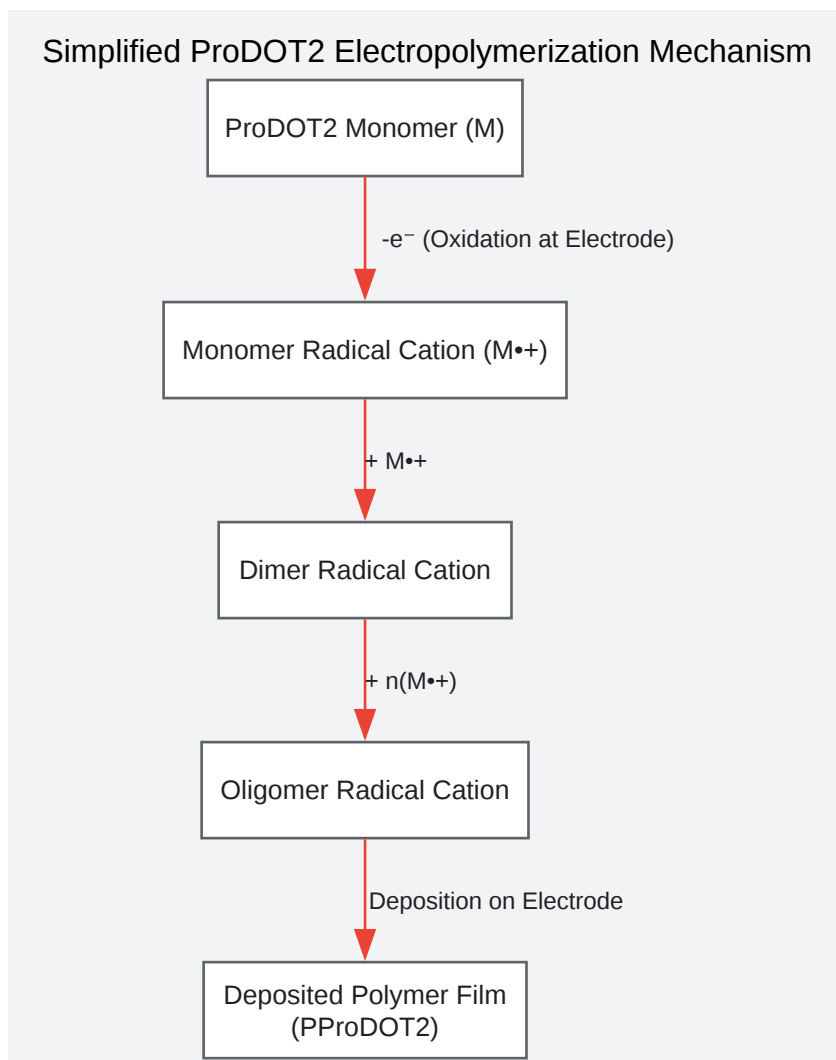 Simplified ProDOT2 Electropolymerization Mechanism
ProDOT2 Monomer (M)
-e⁻ (Oxidation at Electrode)
Monomer Radical Cation (M•+)
+ M•+
Dimer Radical Cation
+ n(M•+)
Oligomer Radical Cation
Deposition on Electrode
Deposited Polymer Film
(PProDOT2)